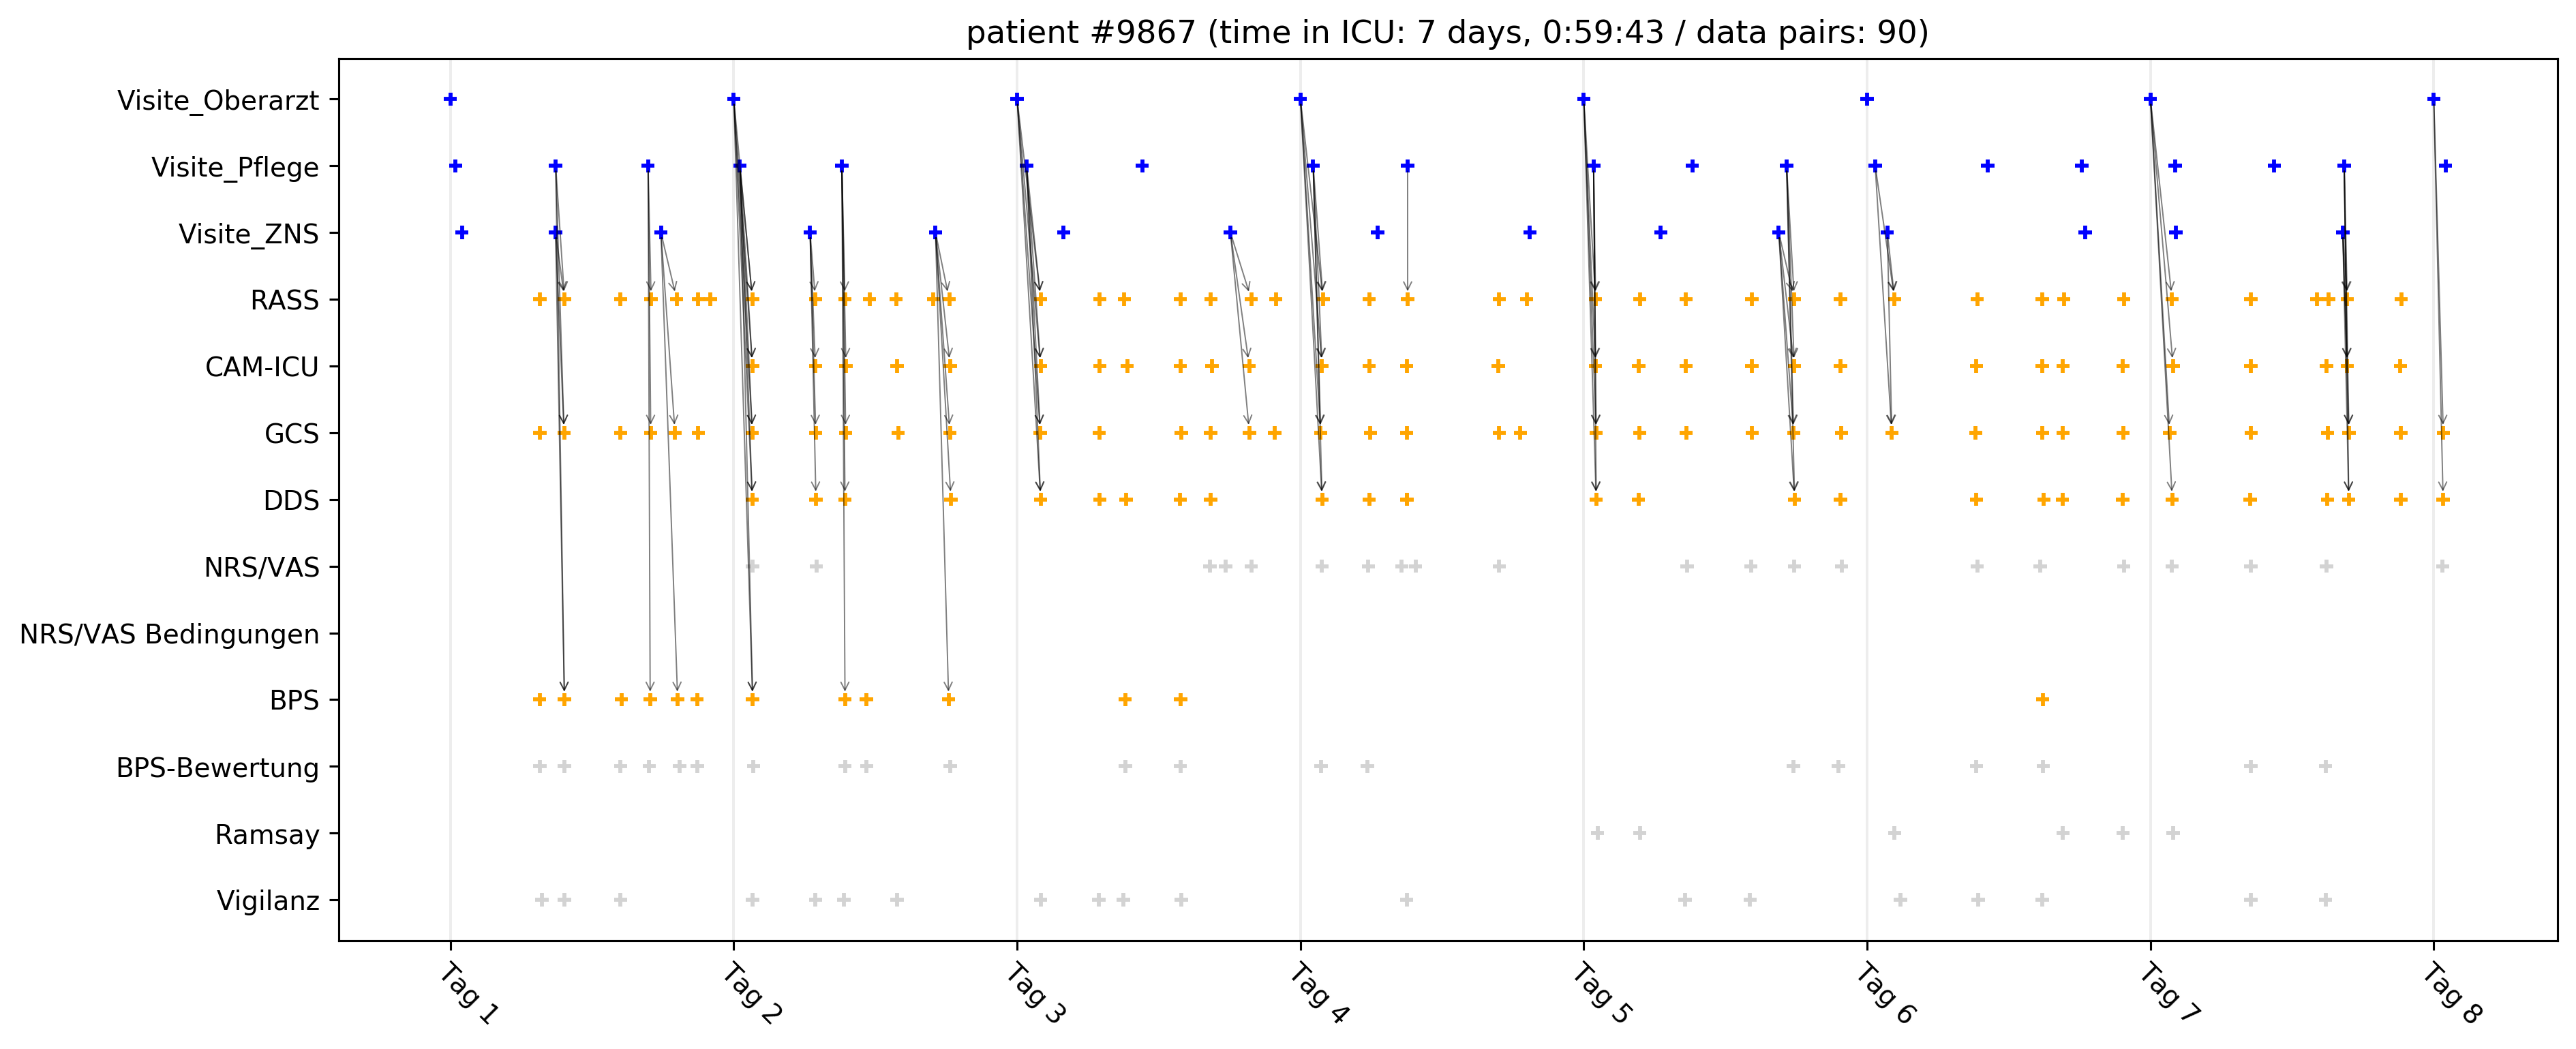 patient #9867 (time in ICU: 7 days, 0:59:43 / data pairs: 90)
Visite_Oberarzt
Visite_Pflege
Visite_ZNS
RASS
CAM-ICU
GCS
DDS
NRS/VAS
NRS/VAS Bedingungen
BPS
BPS-Bewertung
Ramsay
Vigilanz
Tag 1
Tag 2
Tag 3
Tag 4
Tag 5
Tag 6
Tag 7
Tag 8